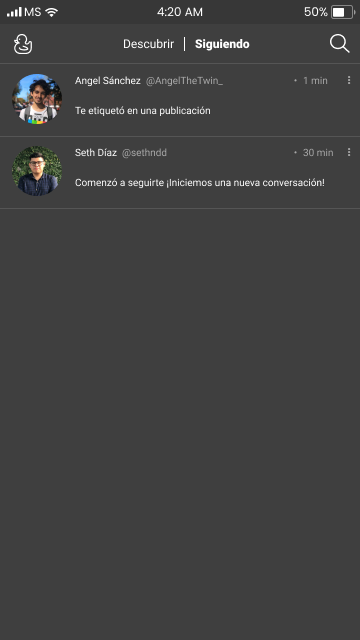 MS 4:20 AM 50%
Descubrir | Siguiendo
Angel Sánchez @AngelTheTwin_ • 1 min
Te etiquetó en una publicación
Seth Díaz @sethndd • 30 min
Comenzó a seguirte ¡Iniciemos una nueva conversación!